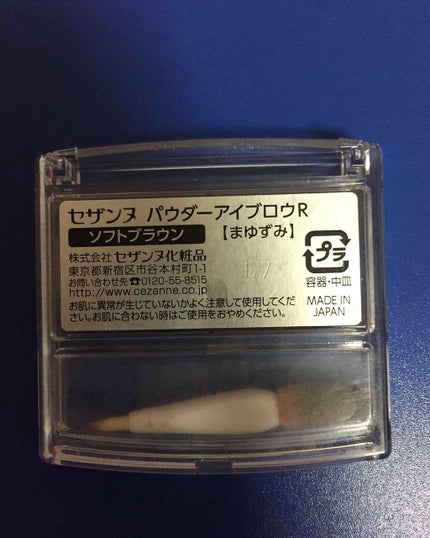 セザンヌ パウダーアイブロウR
ソフトブラウン 【まゆずみ】
株式会社 セザンヌ化粧品
東京都新宿区市谷本村町1-1
お問い合わせ先☎0120-55-8515
http://www.cezanne.co.jp
お肌に異常が生じていないかよく注意して使用してくだ
さい。お肌に合わない時はご使用をおやめください。
D7
プラ
容器・中皿
MADE IN
JAPAN